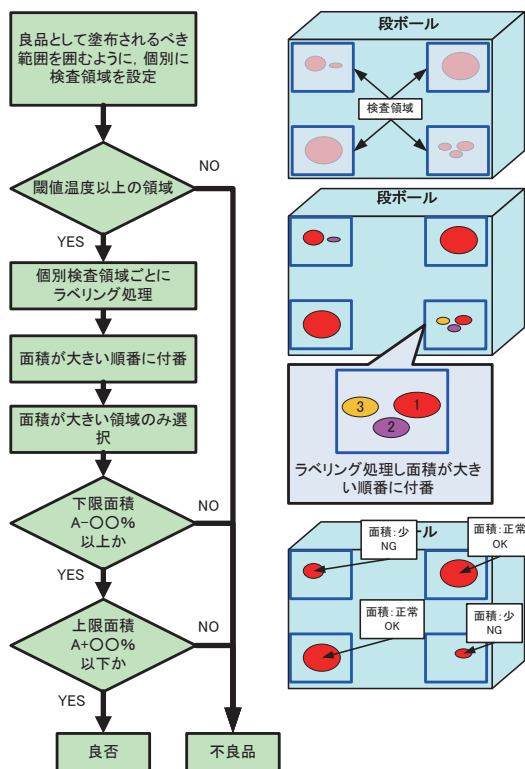 良品として塗布されるべき
範囲を囲むように，個別に
検査領域を設定
NO
閾値温度以上の領域
YES
個別検査領域ごとに
ラベリング処理
面積が大きい順番に付番
面積が大きい領域のみ選
択
下限面積
A−〇〇%
以上か
NO
YES
上限面積
A+〇〇%
以下か
NO
YES
良否
不良品
段ボール
検査領域
段ボール
1
2
3
ラベリング処理し面積が大き
い順番に付番
ール
面積：少
NG
面積：正常
OK
面積：正常
OK
面積：少
NG